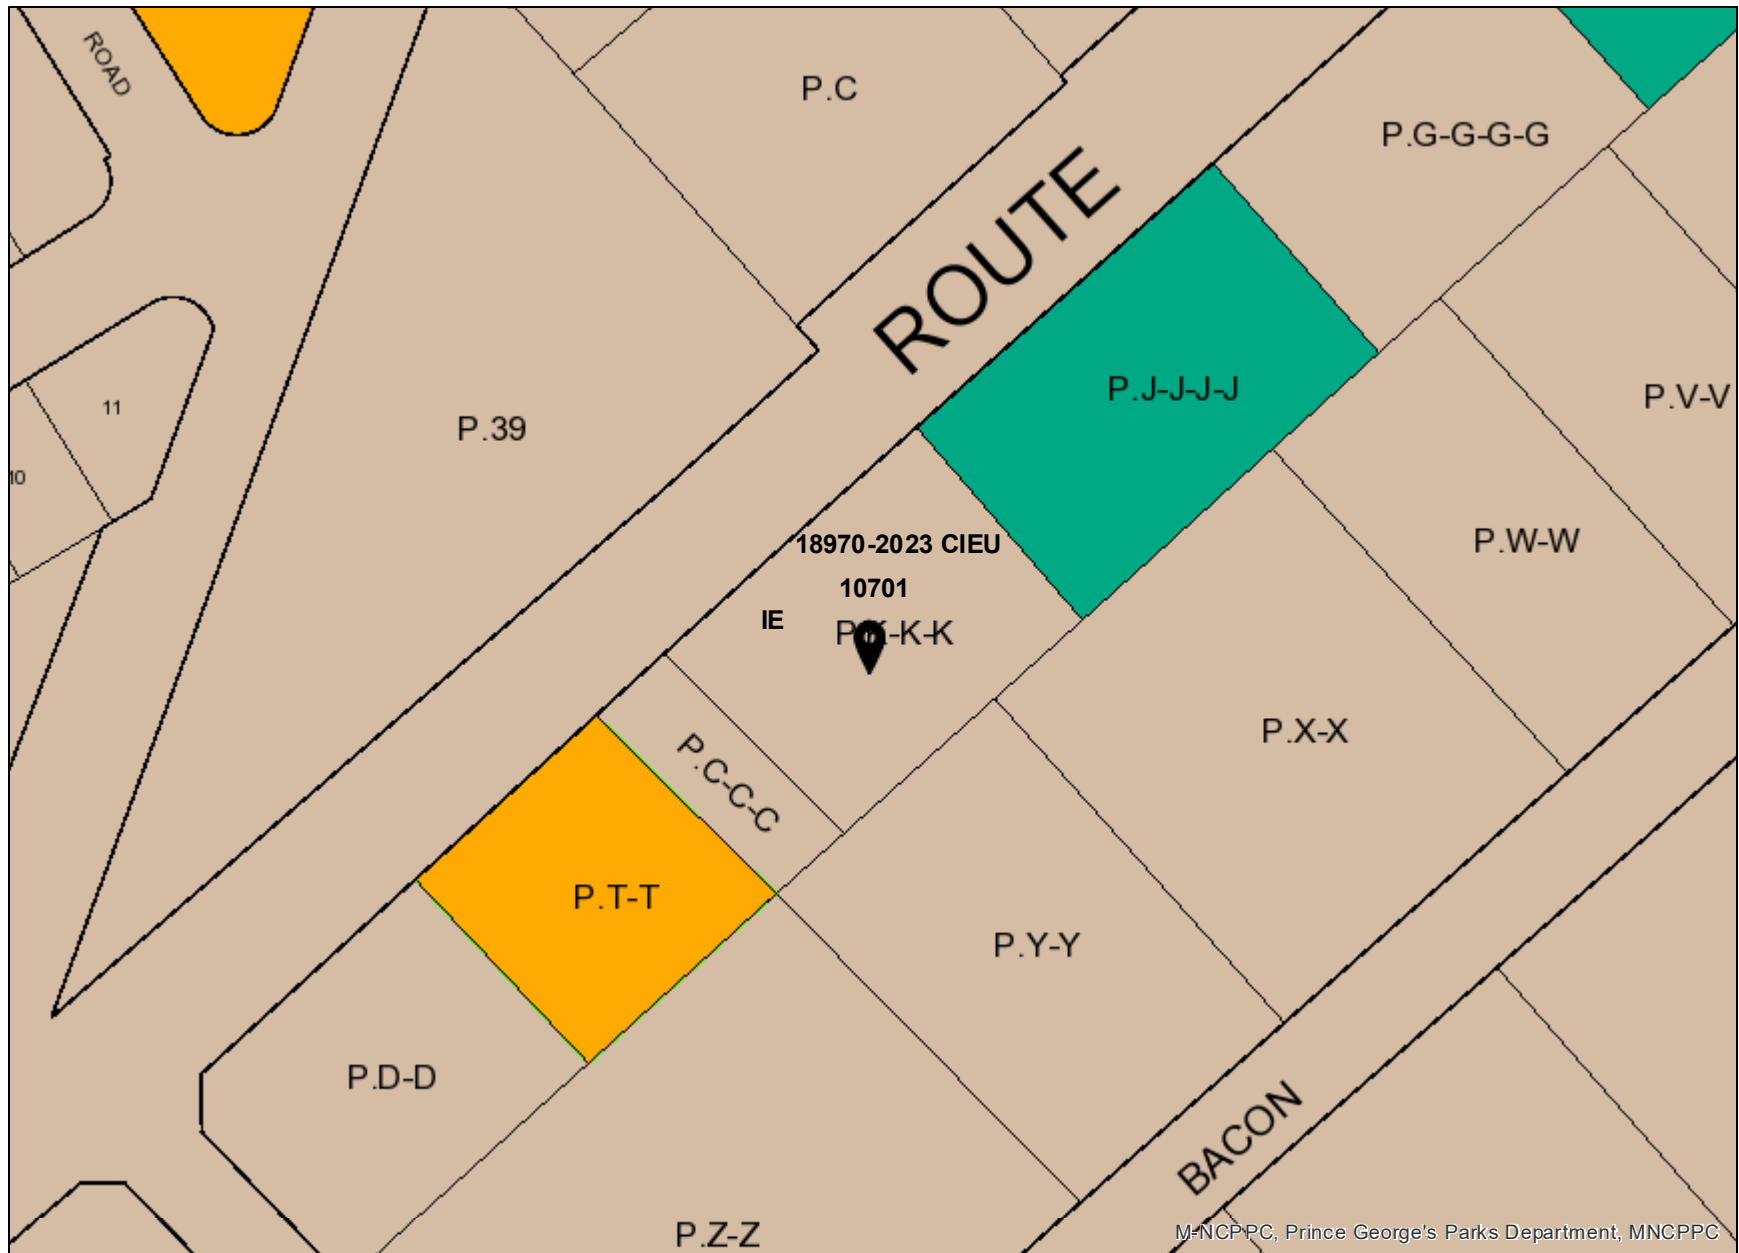 ROAD
P.C
P.G-G-G-G
ROUTE
11
P.J-J-J-J
P.V-V
P.39
10
18970-2023 CIEU
P.W-W
10701
IE
P.K-K-K
P.X-X
P.C-C-C
P.T-T
P.Y-Y
P.D-D
BACON
P.Z-Z
M-NCPPC, Prince George's Parks Department, MNCPPC